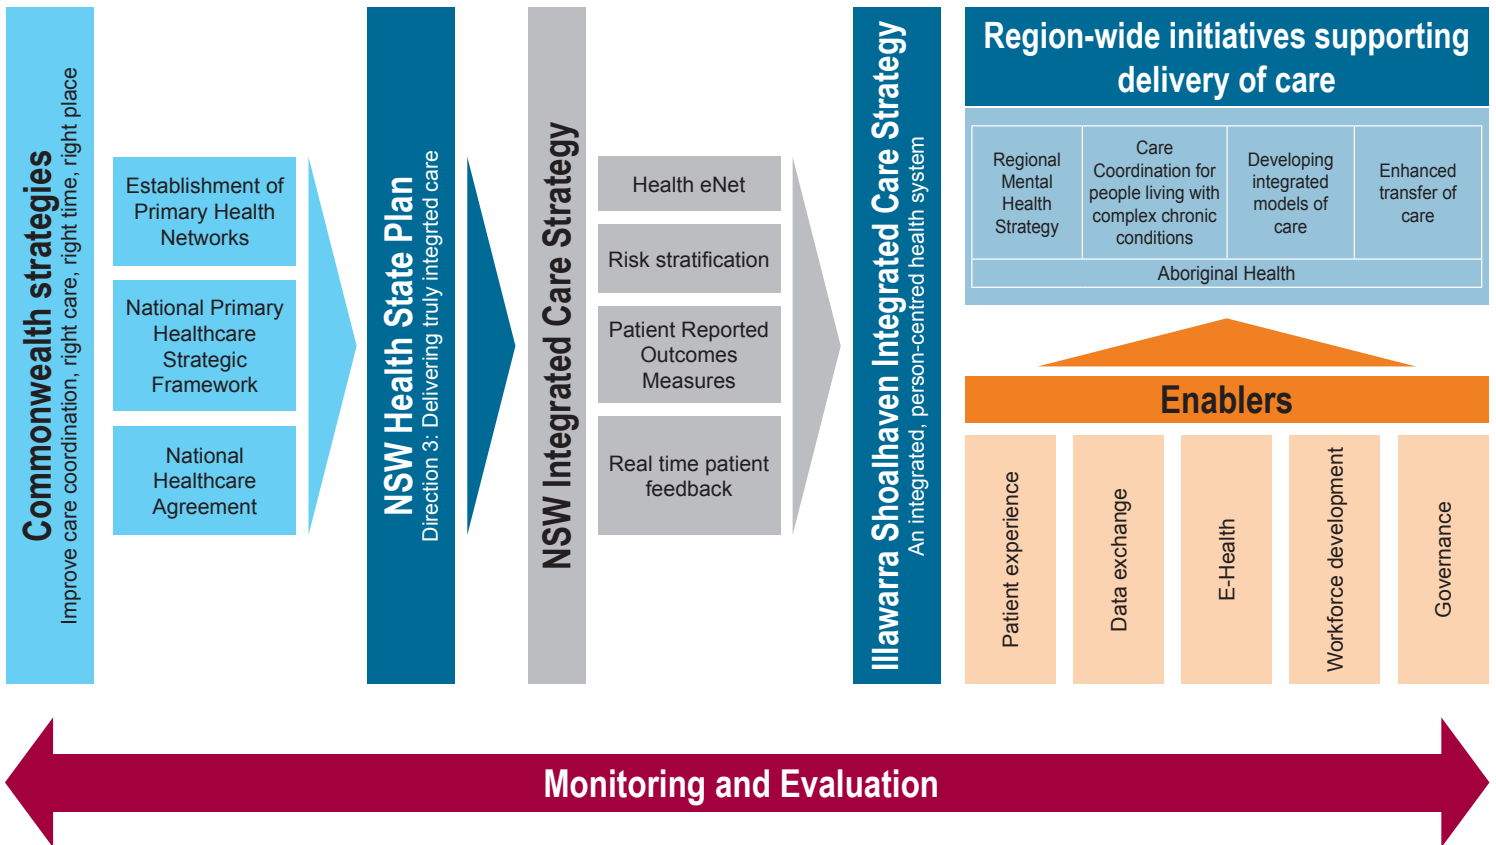 Commonwealth strategies
Improve care coordination, right care, right time, right place
Establishment of
Primary Health
Networks
National Primary
Healthcare
Strategic
Framework
National
Healthcare
Agreement
NSW Health State Plan
Direction 3: Delivering truly integrted care
NSW Integrated Care Strategy
Health eNet
Risk stratification
Patient Reported
Outcomes
Measures
Real time patient
feedback
Illawarra Shoalhaven Integrated Care Strategy
An integrated, person-centred health system
Region-wide initiatives supporting
delivery of care
Regional
Mental
Health
Strategy
Care
Coordination for
people living with
complex chronic
conditions
Developing
integrated
models of
care
Enhanced
transfer of
care
Aboriginal Health
Enablers
Patient experience
Data exchange
E-Health
Workforce development
Governance
Monitoring and Evaluation